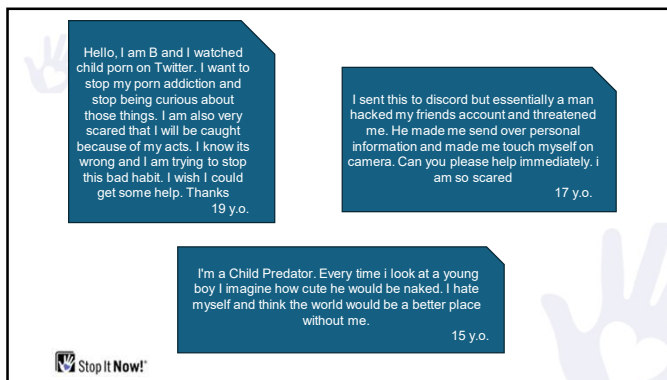 Hello, I am B and I watched
child porn on Twitter. I want to
stop my porn addiction and
stop being curious about
those things. I am also very
scared that I will be caught
because of my acts. I know its
wrong and I am trying to stop
this bad habit. I wish I could
get some help. Thanks
19 y.o.
I sent this to discord but essentially a man
hacked my friends account and threatened
me. He made me send over personal
information and made me touch myself on
camera. Can you please help immediately. i
am so scared
17 y.o.
I'm a Child Predator. Every time i look at a young
boy I imagine how cute he would be naked. I hate
myself and think the world would be a better place
without me.
15 y.o.
Stop It Now!